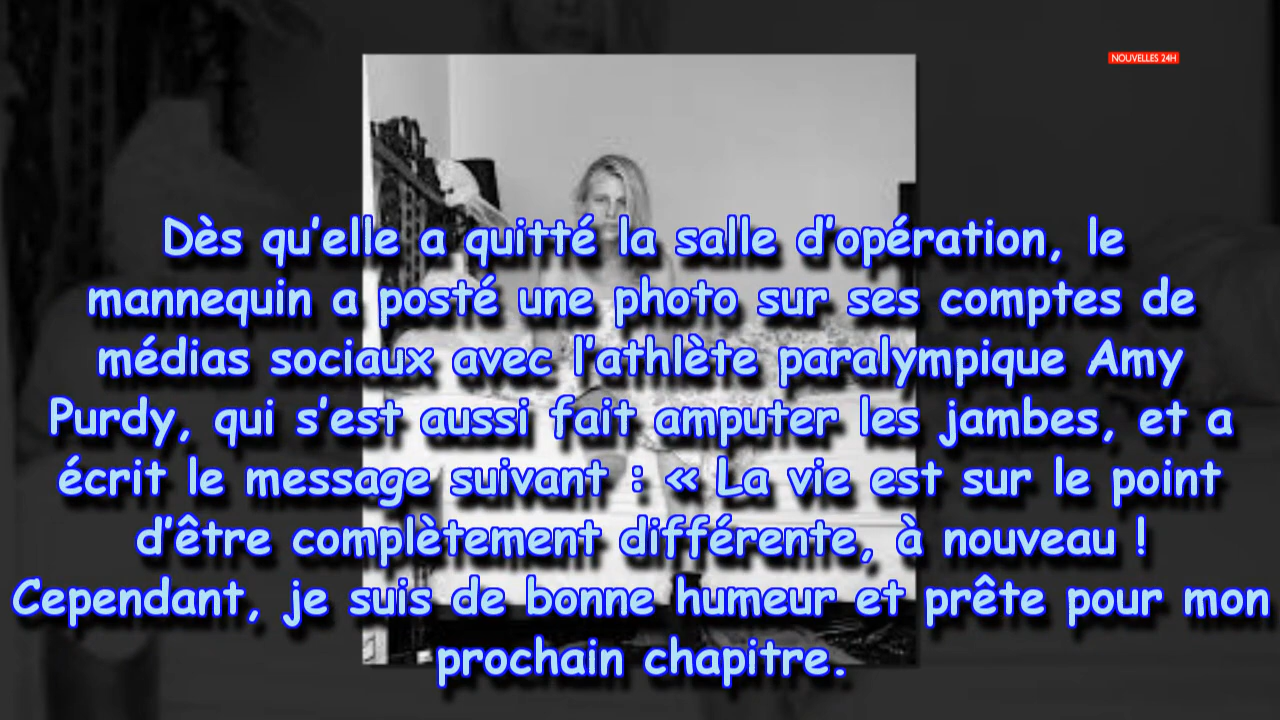 NOUVELLES 24H
Dès qu'elle a quitté la salle d'opération, le
mannequin a posté une photo sur ses comptes de
médias sociaux avec l'athlète paralympique Amy
Purdy, qui s'est aussi fait amputer les jambes, et a
écrit le message suivant : « La vie est sur le point
d'être complètement différente, à nouveau !
Cependant, je suis de bonne humeur et prête pour mon
prochain chapitre.